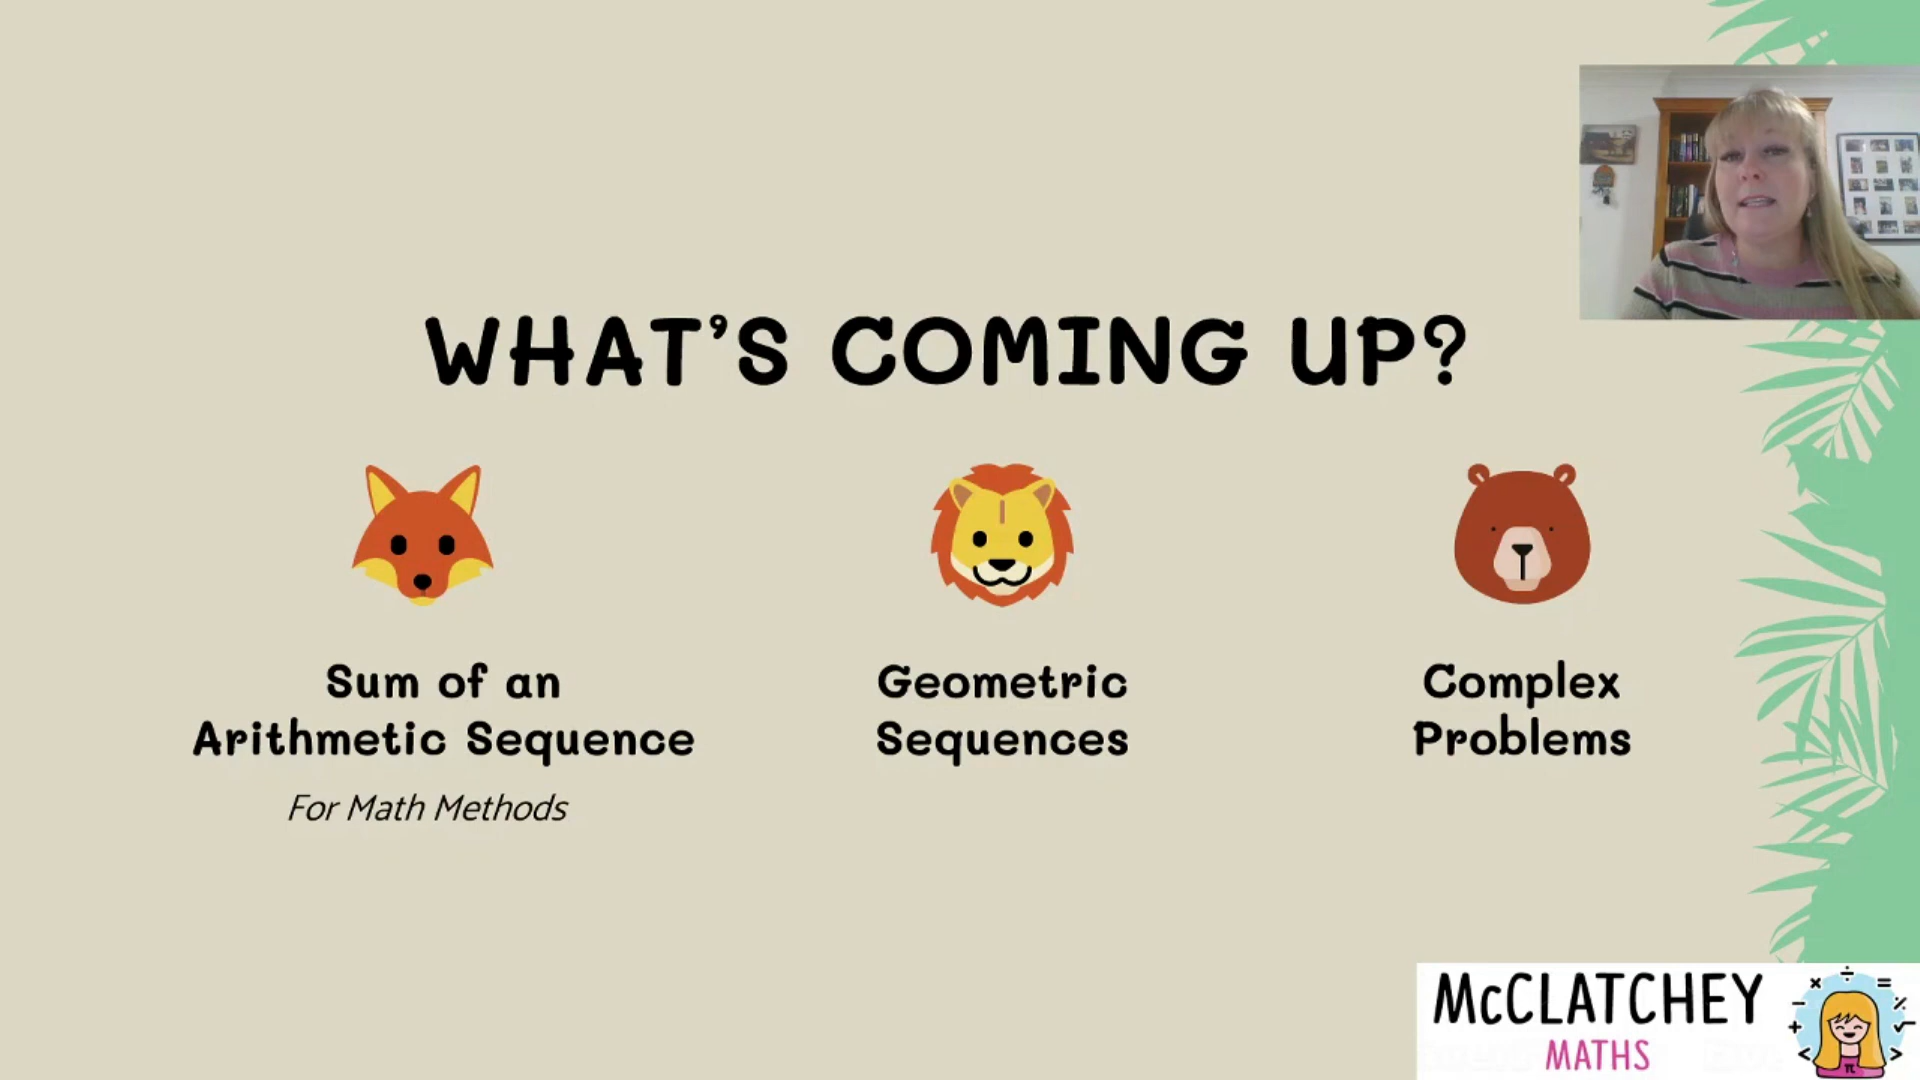 WHAT'S COMING UP?
Sum of an
Arithmetic Sequence
For Math Methods
Geometric
Sequences
Complex
Problems
McCLATCHEY
MATHS